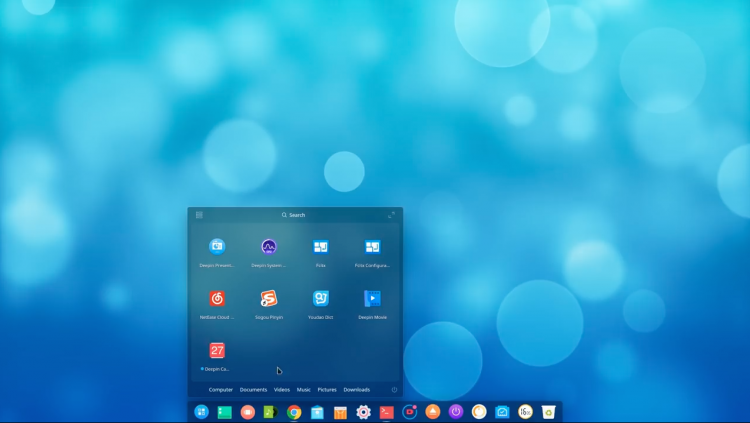 Search
Deepin Present...
Deepin System...
Fcitx
Fcitx Configura...
NetEase Cloud ...
Sogou Pinyin
Youdao Dict
Deepin Movie
27
Deepin Ca...
Computer Documents Videos Music Pictures Downloads